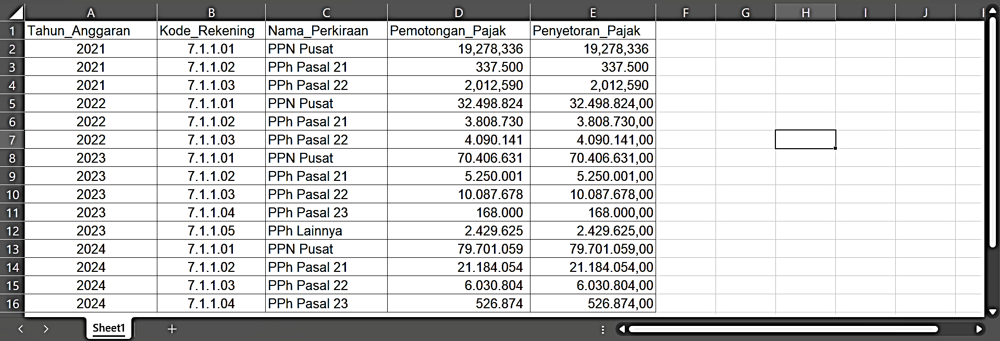 A B C D E F G H I J
1 Tahun_Anggaran Kode_Rekening Nama_Perkiraan Pemotongan_Pajak Penyetoran_Pajak
2 2021 7.1.1.01 PPN Pusat 19,278,336 19,278,336
3 2021 7.1.1.02 PPh Pasal 21 337.500 337.500
4 2021 7.1.1.03 PPh Pasal 22 2,012,590 2,012,590
5 2022 7.1.1.01 PPN Pusat 32.498.824 32.498.824,00
6 2022 7.1.1.02 PPh Pasal 21 3.808.730 3.808.730,00
7 2022 7.1.1.03 PPh Pasal 22 4.090.141 4.090.141,00
8 2023 7.1.1.01 PPN Pusat 70.406.631 70.406.631,00
9 2023 7.1.1.02 PPh Pasal 21 5.250.001 5.250.001,00
10 2023 7.1.1.03 PPh Pasal 22 10.087.678 10.087.678,00
11 2023 7.1.1.04 PPh Pasal 23 168.000 168.000,00
12 2023 7.1.1.05 PPh Lainnya 2.429.625 2.429.625,00
13 2024 7.1.1.01 PPN Pusat 79.701.059 79.701.059,00
14 2024 7.1.1.02 PPh Pasal 21 21.184.054 21.184.054,00
15 2024 7.1.1.03 PPh Pasal 22 6.030.804 6.030.804,00
16 2024 7.1.1.04 PPh Pasal 23 526.874 526.874,00
Sheet1